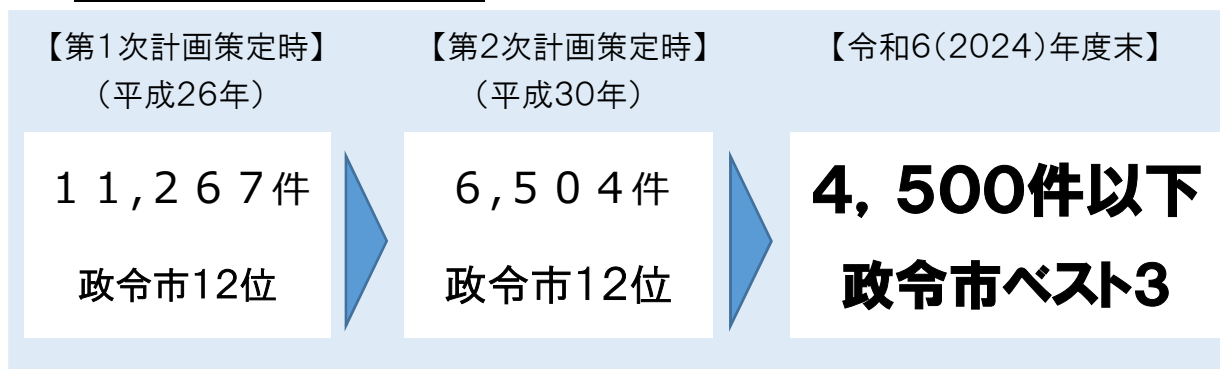 【第1次計画策定時】
(平成26年)
11,267件
政令市12位
【第2次計画策定時】
(平成30年)
6,504件
政令市12位
【令和6(2024)年度末】
4,500件以下
政令市ベスト3